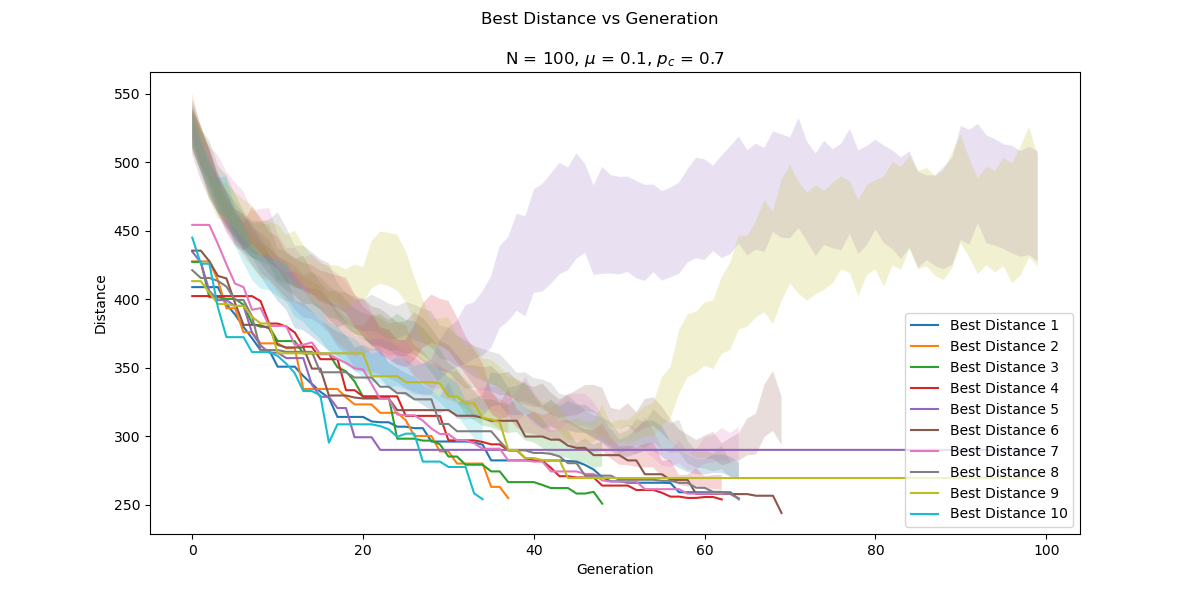 Best Distance vs Generation
N = 100, μ = 0.1, p_c = 0.7
Distance
550
500
450
400
350
300
250
0
20
40
60
80
100
Generation
Best Distance 1
Best Distance 2
Best Distance 3
Best Distance 4
Best Distance 5
Best Distance 6
Best Distance 7
Best Distance 8
Best Distance 9
Best Distance 10